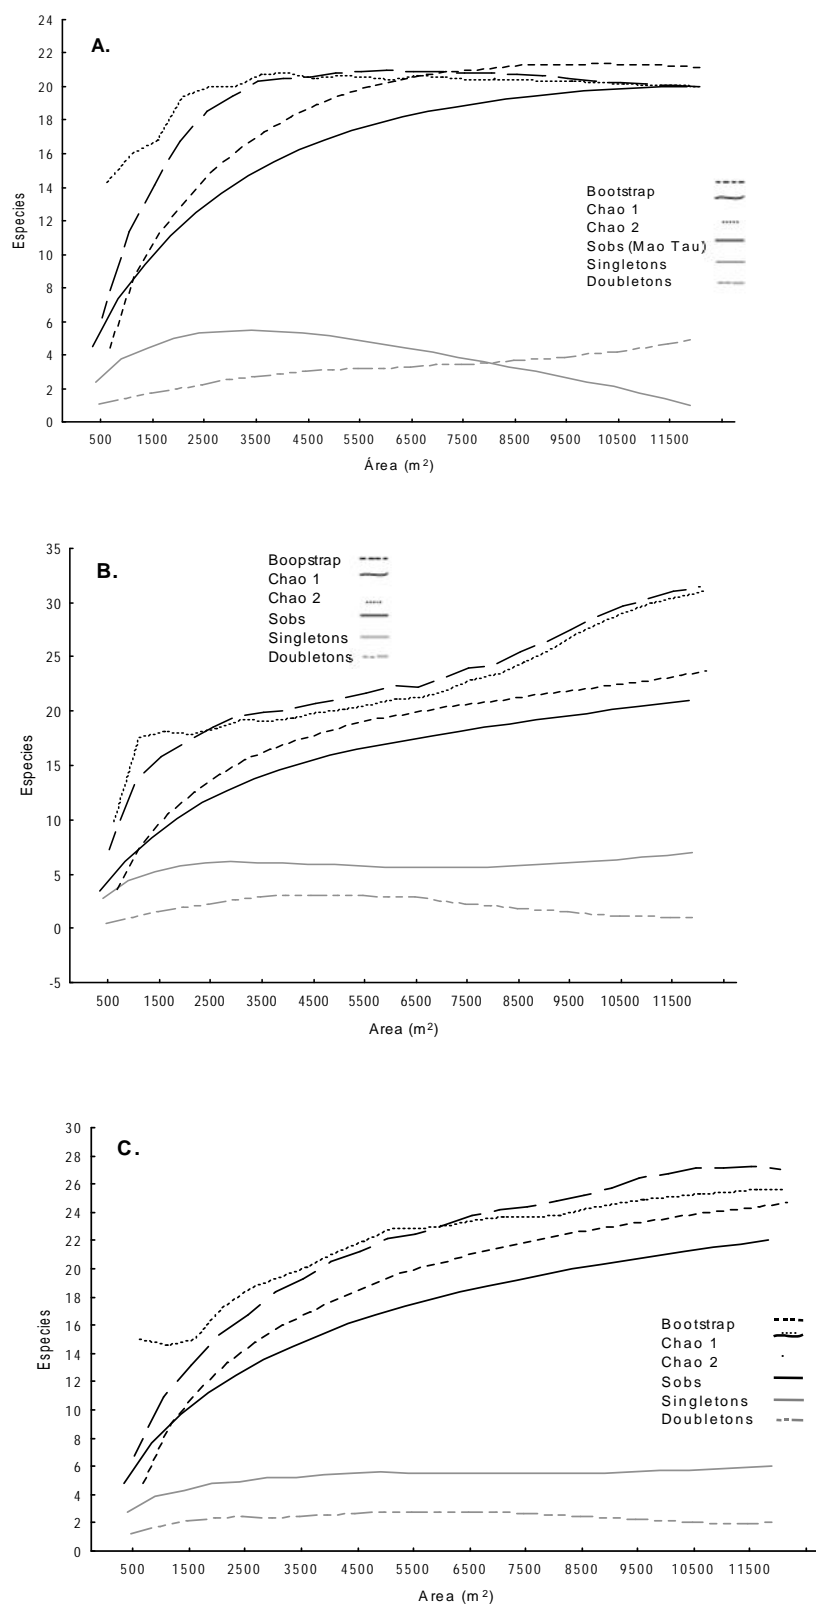 A.
24
22
20
18
16
14
12
10
8
6
4
2
0
Especies
Bootstrap
Chao 1
Chao 2
Sobs (Mao Tau)
Singletons
Doubletons
500 1500 2500 3500 4500 5500 6500 7500 8500 9500 10500 11500
Área (m²)
B.
35
30
25
20
15
10
5
0
-5
Especies
Boopstrap
Chao 1
Chao 2
Sobs
Singletons
Doubletons
500 1500 2500 3500 4500 5500 6500 7500 8500 9500 10500 11500
Area (m²)
C.
30
28
26
24
22
20
18
16
14
12
10
8
6
4
2
0
Especies
Bootstrap
Chao 1
Chao 2
Sobs
Singletons
Doubletons
500 1500 2500 3500 4500 5500 6500 7500 8500 9500 10500 11500
Area (m²)